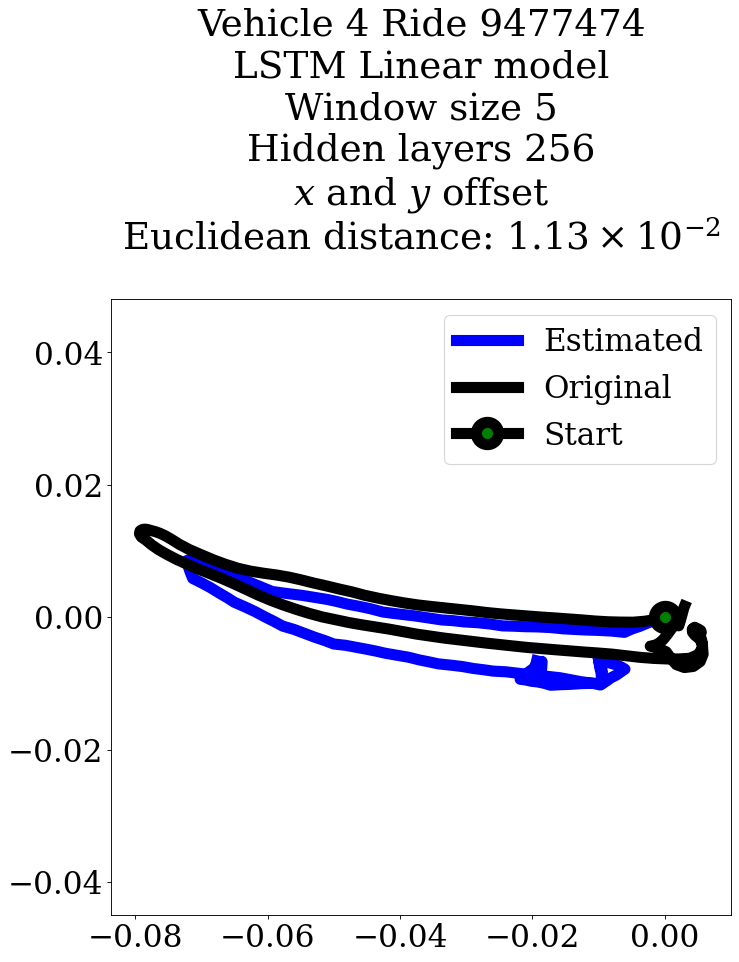 Vehicle 4 Ride 9477474
LSTM Linear model
Window size 5
Hidden layers 256
x and y offset
Euclidean distance: 1.13 × 10⁻²
Estimated
Original
Start
0.04
0.02
0.00
−0.02
−0.04
−0.08 −0.06 −0.04 −0.02 0.00